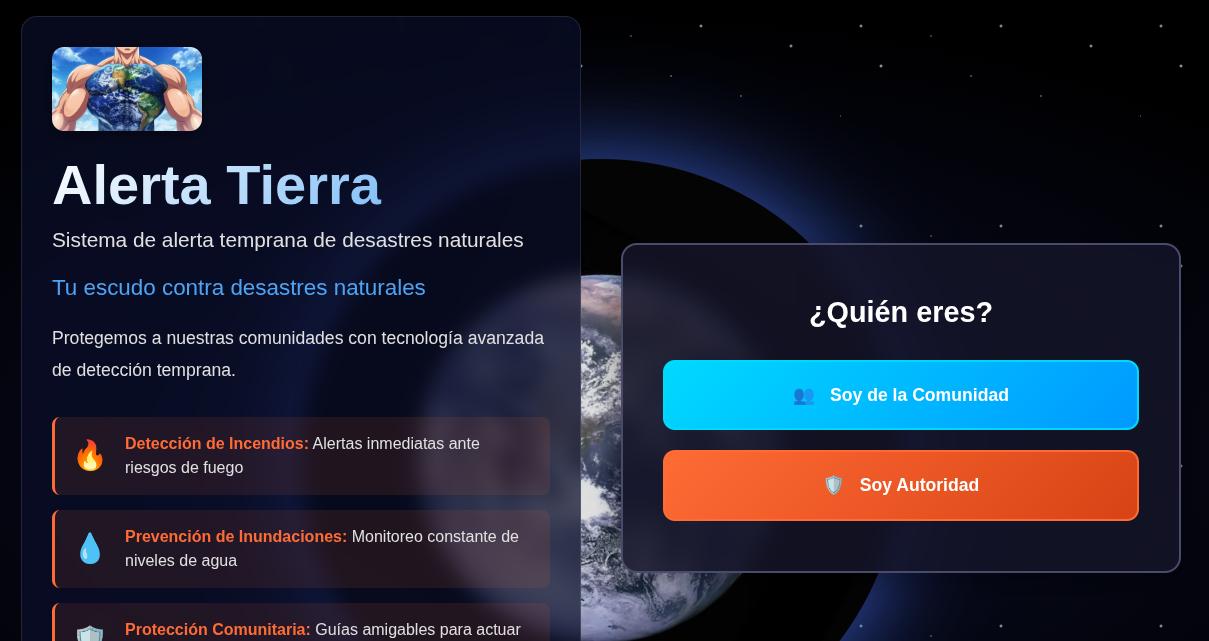 Alerta Tierra
Sistema de alerta temprana de desastres naturales
Tu escudo contra desastres naturales
Protegemos a nuestras comunidades con tecnología avanzada
de detección temprana.
Detección de Incendios: Alertas inmediatas ante
riesgos de fuego
Prevención de Inundaciones: Monitoreo constante de
niveles de agua
Protección Comunitaria: Guías amigables para actuar
¿Quién eres?
Soy de la Comunidad
Soy Autoridad